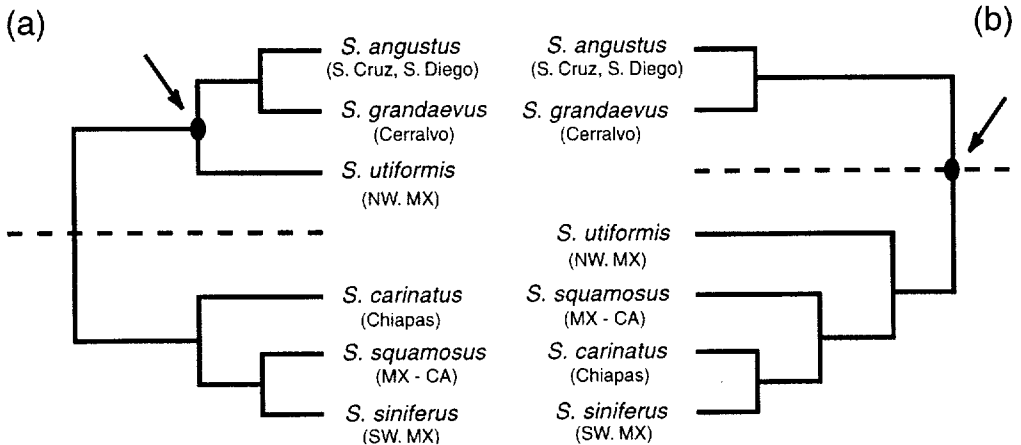 (a)
S. angustus
(S. Cruz, S. Diego)
S. grandaevus
(Cerralvo)
S. utiformis
(NW. MX)
S. carinatus
(Chiapas)
S. squamosus
(MX - CA)
S. siniferus
(SW. MX)
(b)
S. angustus
(S. Cruz, S. Diego)
S. grandaevus
(Cerralvo)
S. utiformis
(NW. MX)
S. squamosus
(MX - CA)
S. carinatus
(Chiapas)
S. siniferus
(SW. MX)